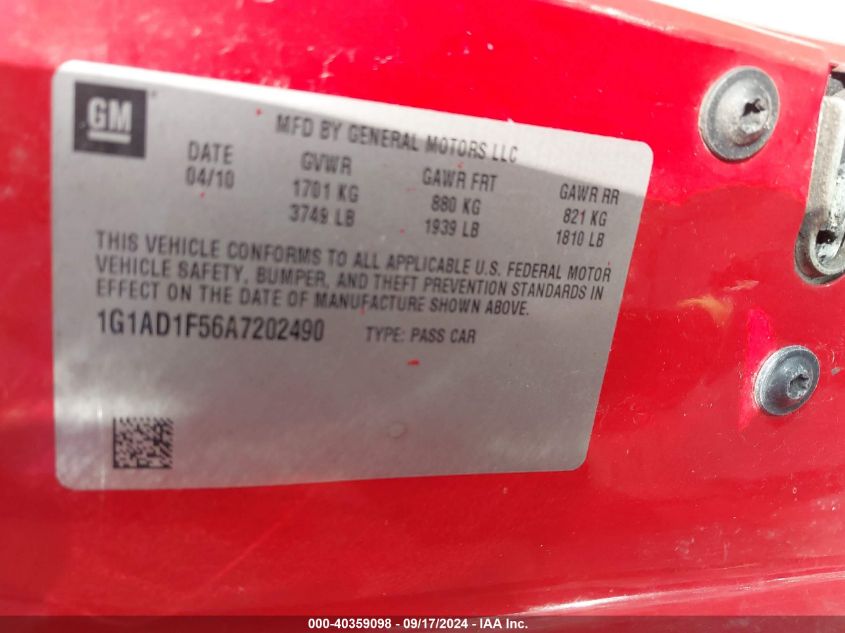 GM
MFD BY GENERAL MOTORS LLC
DATE GVWR GAWR FRT GAWR RR
04/10 1701 KG 880 KG 821 KG
3749 LB 1939 LB 1810 LB
THIS VEHICLE CONFORMS TO ALL APPLICABLE U.S. FEDERAL MOTOR
VEHICLE SAFETY, BUMPER, AND THEFT PREVENTION STANDARDS IN
EFFECT ON THE DATE OF MANUFACTURE SHOWN ABOVE.
1G1AD1F56A7202490 TYPE: PASS CAR
000-40359098 - 09/17/2024 - IAA Inc.